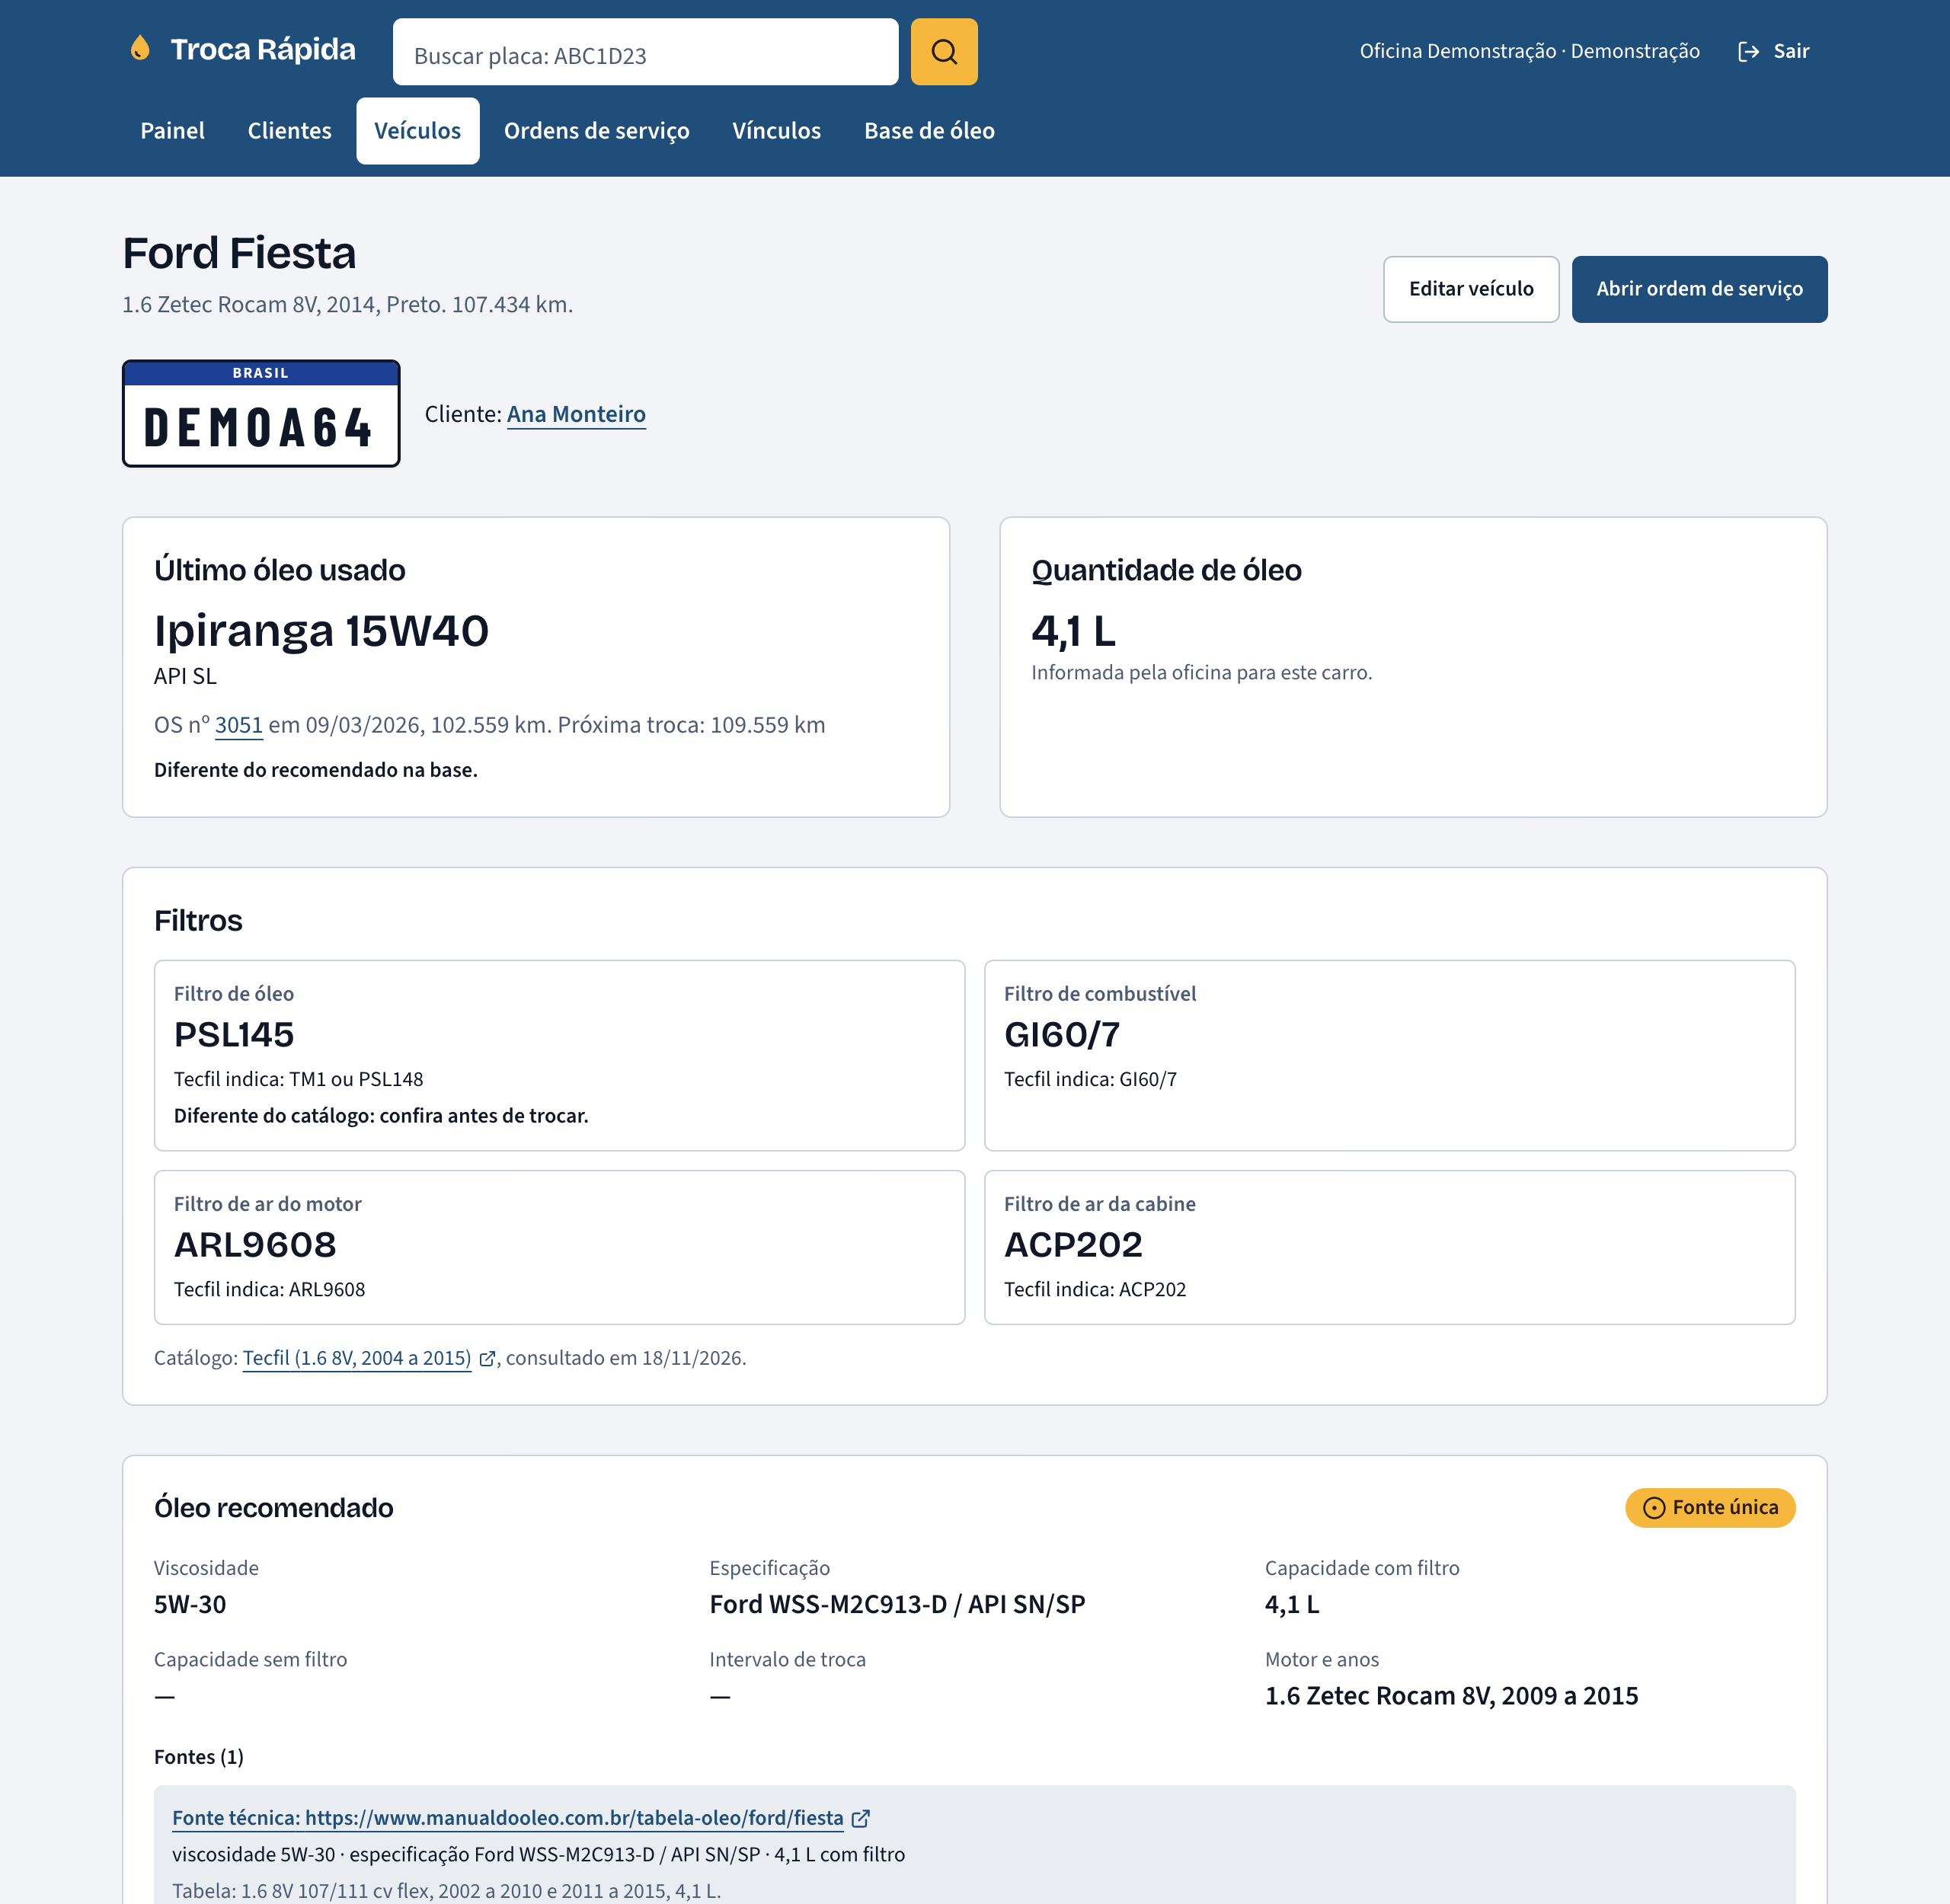 Troca Rápida
Buscar placa: ABC1D23
Oficina Demonstração · Demonstração
Sair
Painel
Clientes
Veículos
Ordens de serviço
Vínculos
Base de óleo
Ford Fiesta
1.6 Zetec Rocam 8V, 2014, Preto. 107.434 km.
Editar veículo
Abrir ordem de serviço
BRASIL
DEMOA64
Cliente: Ana Monteiro
Último óleo usado
Ipiranga 15W40
API SL
OS nº 3051 em 09/03/2026, 102.559 km. Próxima troca: 109.559 km
Diferente do recomendado na base.
Quantidade de óleo
4,1 L
Informada pela oficina para este carro.
Filtros
Filtro de óleo
PSL145
Tecfil indica: TM1 ou PSL148
Diferente do catálogo: confira antes de trocar.
Filtro de combustível
GI60/7
Tecfil indica: GI60/7
Filtro de ar do motor
ARL9608
Tecfil indica: ARL9608
Filtro de ar da cabine
ACP202
Tecfil indica: ACP202
Catálogo: Tecfil (1.6 8V, 2004 a 2015), consultado em 18/11/2026.
Óleo recomendado
Fonte única
Viscosidade
5W-30
Especificação
Ford WSS-M2C913-D / API SN/SP
Capacidade com filtro
4,1 L
Capacidade sem filtro
—
Intervalo de troca
—
Motor e anos
1.6 Zetec Rocam 8V, 2009 a 2015
Fontes (1)
Fonte técnica: https://www.manualdooleo.com.br/tabela-oleo/ford/fiesta
viscosidade 5W-30 · especificação Ford WSS-M2C913-D / API SN/SP · 4,1 L com filtro
Tabela: 1.6 8V 107/111 cv flex, 2002 a 2010 e 2011 a 2015, 4,1 L.